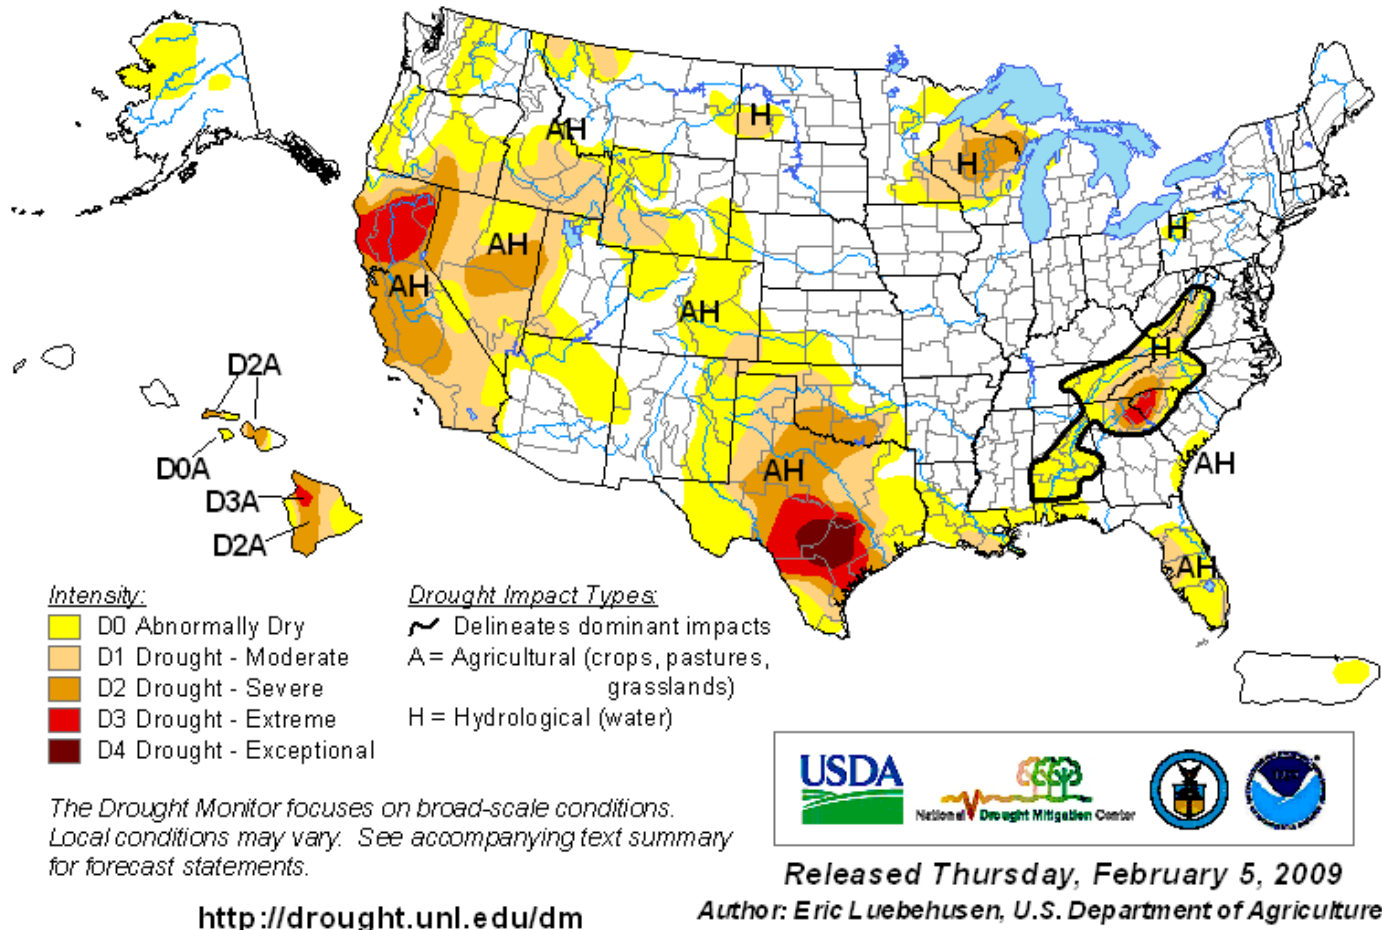 AH
H
H
H
AH
AH
AH
H
D2A
D0A
D3A
D2A
AH
AH
AH
Intensity:
D0 Abnormally Dry
D1 Drought - Moderate
D2 Drought - Severe
D3 Drought - Extreme
D4 Drought - Exceptional
Drought Impact Types:
Delineates dominant impacts
A = Agricultural (crops, pastures,
grasslands)
H = Hydrological (water)
The Drought Monitor focuses on broad-scale conditions.
Local conditions may vary. See accompanying text summary
for forecast statements.
http://drought.unl.edu/dm
USDA
National Drought Mitigation Center
Released Thursday, February 5, 2009
Author: Eric Luebehusen, U.S. Department of Agriculture